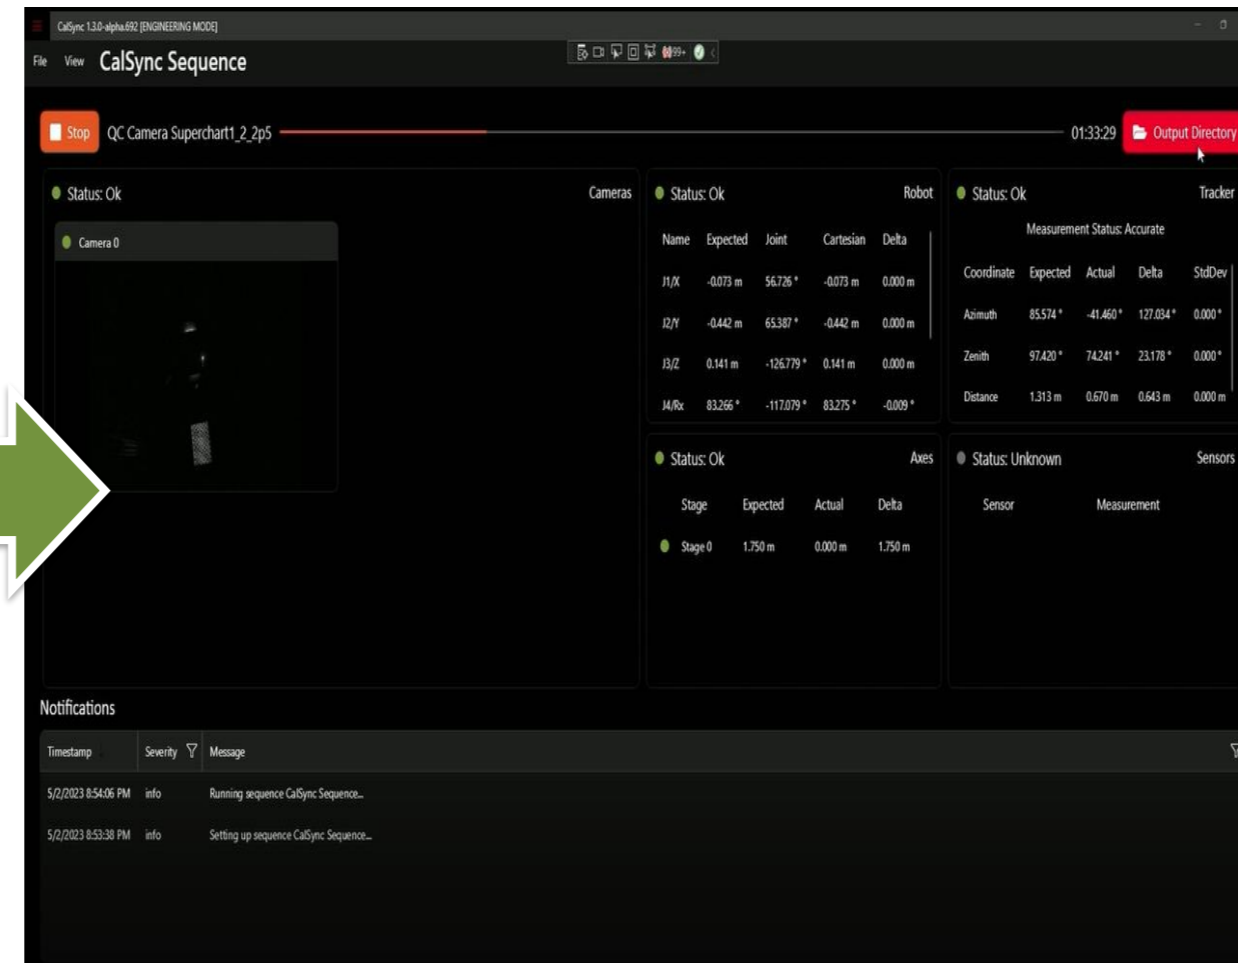 CalSync 1.3.0-alpha.692 [ENGINEERING MODE]
File View CalSync Sequence
99+
Stop QC Camera Superchart1_2_2p5 01:33:29 Output Directory
Status: Ok Cameras
Camera 0
Status: Ok Robot
Name Expected Joint Cartesian Delta
J1/X -0.073 m 56.726 ° -0.073 m 0.000 m
J2/Y -0.442 m 65.387 ° -0.442 m 0.000 m
J3/Z 0.141 m -126.779 ° 0.141 m 0.000 m
J4/Rx 83.266 ° -117.079 ° 83.275 ° -0.009 °
Status: Ok Tracker
Measurement Status: Accurate
Coordinate Expected Actual Delta StdDev
Azimuth 85.574 ° -41.460 ° 127.034 ° 0.000 °
Zenith 97.420 ° 74.241 ° 23.178 ° 0.000 °
Distance 1.313 m 0.670 m 0.643 m 0.000 m
Status: Ok Axes
Stage Expected Actual Delta
Stage 0 1.750 m 0.000 m 1.750 m
Status: Unknown Sensors
Sensor Measurement
Notifications
Timestamp Severity Message
5/2/2023 8:54:06 PM info Running sequence CalSync Sequence...
5/2/2023 8:53:38 PM info Setting up sequence CalSync Sequence...